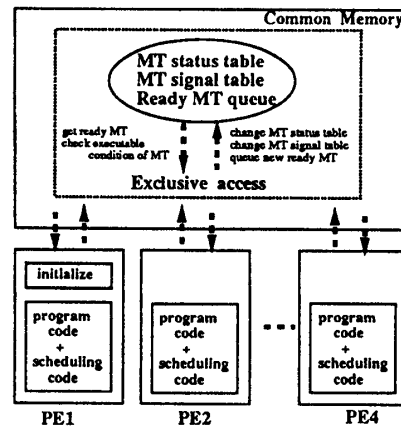 Common Memory
MT status table
MT signal table
Ready MT queue
get ready MT
check executable
condition of MT
change MT status table
change MT signal table
queue new ready MT
Exclusive access
initialize
program
code
+
scheduling
code
program
code
+
scheduling
code
program
code
+
scheduling
code
PE1
PE2
PE4